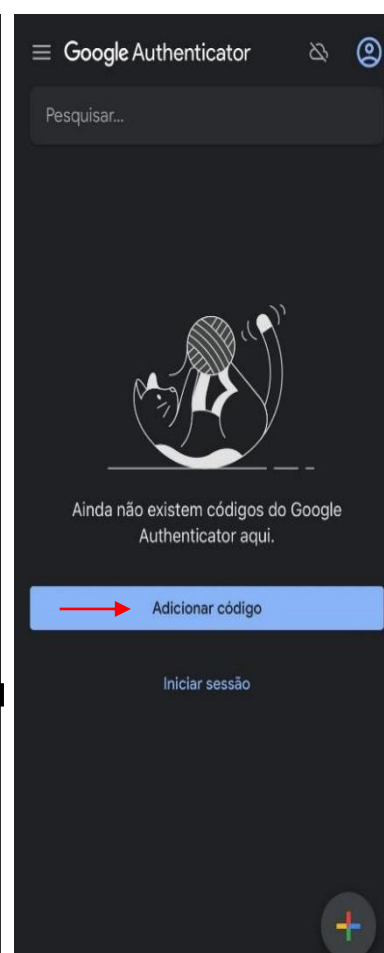 Google Authenticator
Pesquisar...
Ainda não existem códigos do Google
Authenticator aqui.
Adicionar código
Iniciar sessão